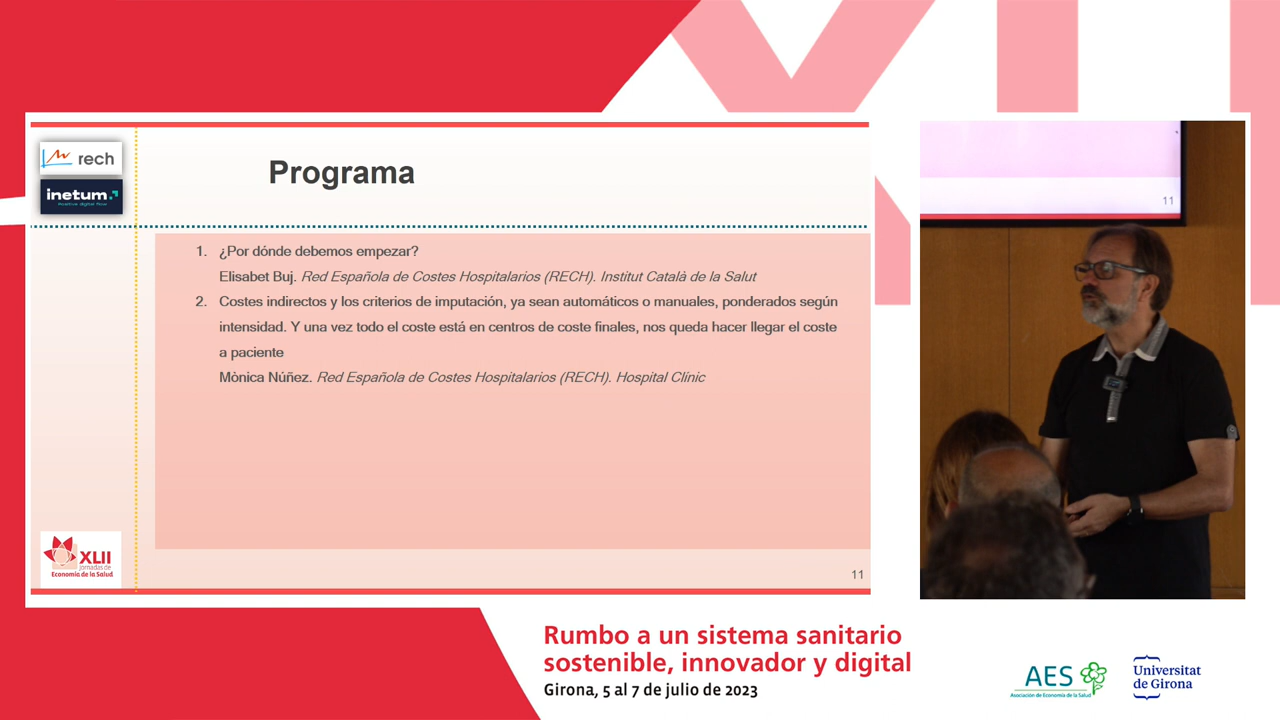 rech
inetum.
Positive digital flow
Programa
1. ¿Por dónde debemos empezar?
Elisabet Buj. Red Española de Costes Hospitalarios (RECH). Institut Català de la Salut
2. Costes indirectos y los criterios de imputación, ya sean automáticos o manuales, ponderados según
intensidad. Y una vez todo el coste está en centros de coste finales, nos queda hacer llegar el coste
a paciente
Mònica Núñez. Red Española de Costes Hospitalarios (RECH). Hospital Clínic
XLII
jornadas de
Economía de la Salud
11
11
Rumbo a un sistema sanitario
sostenible, innovador y digital
Girona, 5 al 7 de julio de 2023
AES
Asociación de Economía de la Salud
Universitat
de Girona